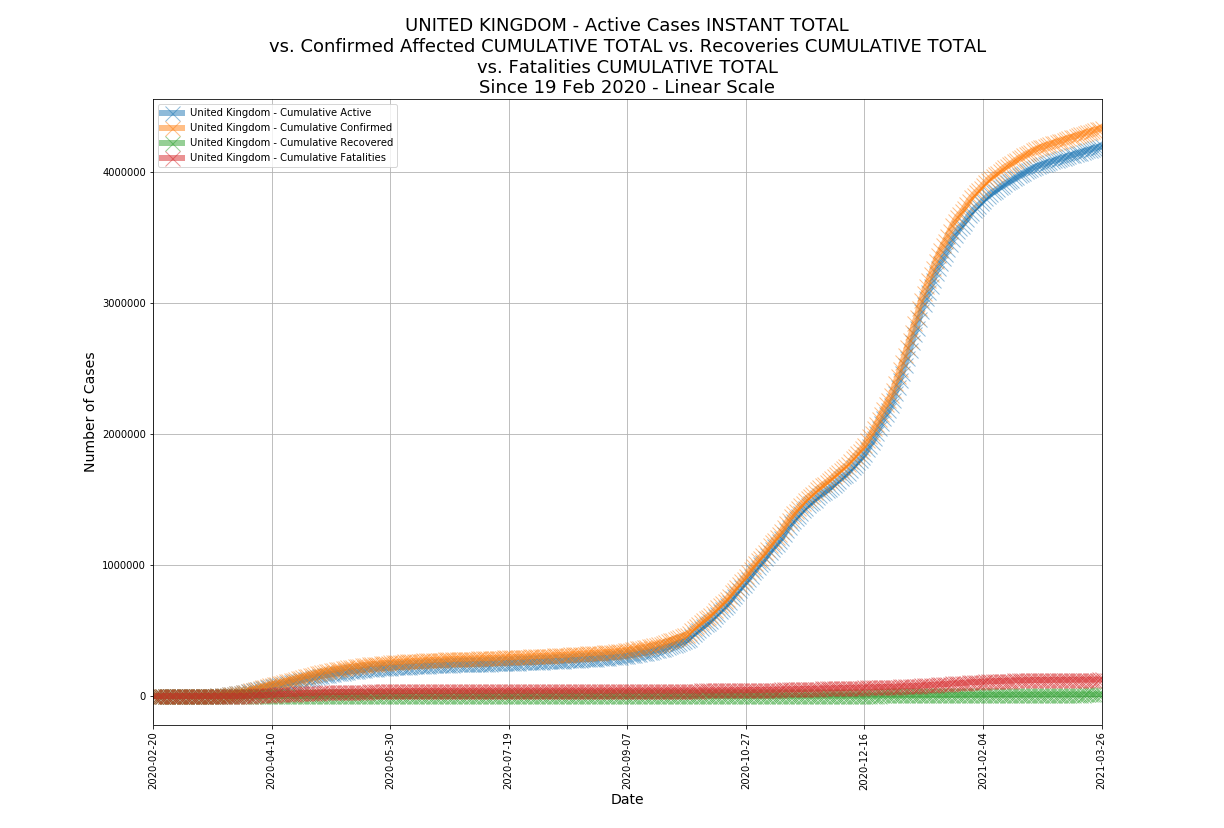 UNITED KINGDOM - Active Cases INSTANT TOTAL
vs. Confirmed Affected CUMULATIVE TOTAL vs. Recoveries CUMULATIVE TOTAL
vs. Fatalities CUMULATIVE TOTAL
Since 19 Feb 2020 - Linear Scale
United Kingdom - Cumulative Active
United Kingdom - Cumulative Confirmed
United Kingdom - Cumulative Recovered
United Kingdom - Cumulative Fatalities
4000000
3000000
2000000
1000000
0
Number of Cases
2020-02-20
2020-04-10
2020-05-30
2020-07-19
2020-09-07
2020-10-27
2020-12-16
2021-02-04
2021-03-26
Date